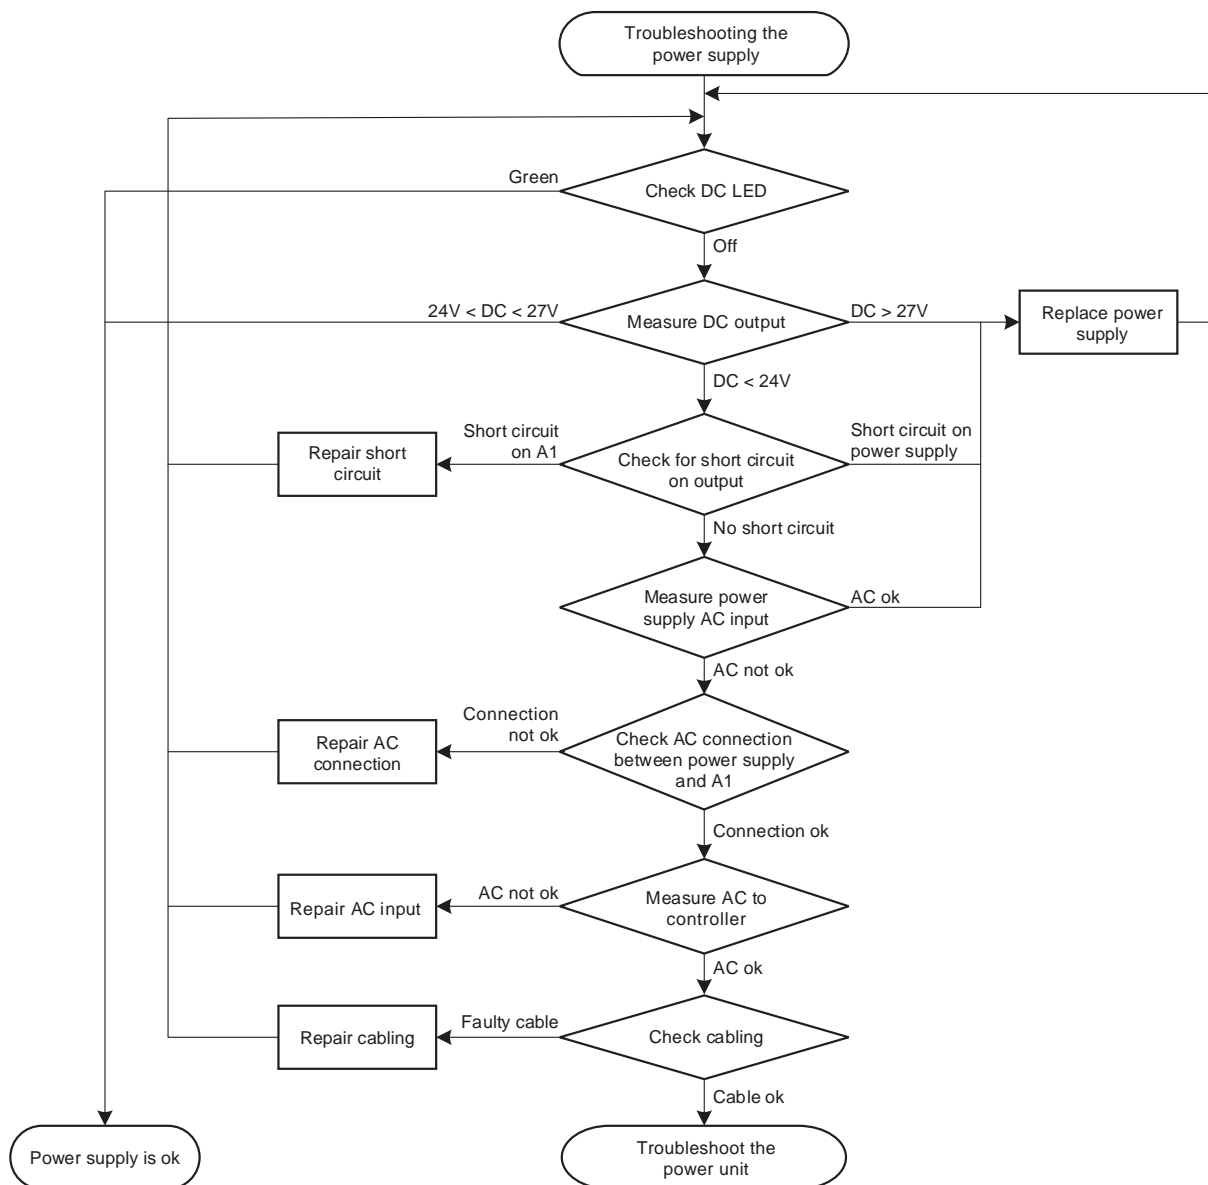 Troubleshooting the
power supply
Green
Check DC LED
Off
24V < DC < 27V
Measure DC output
DC > 27V
Replace power
supply
DC < 24V
Repair short
circuit
Short circuit
on A1
Check for short circuit
on output
Short circuit on
power supply
No short circuit
Measure power
supply AC input
AC ok
AC not ok
Repair AC
connection
Connection
not ok
Check AC connection
between power supply
and A1
Connection ok
Repair AC input
AC not ok
Measure AC to
controller
AC ok
Repair cabling
Faulty cable
Check cabling
Cable ok
Power supply is ok
Troubleshoot the
power unit